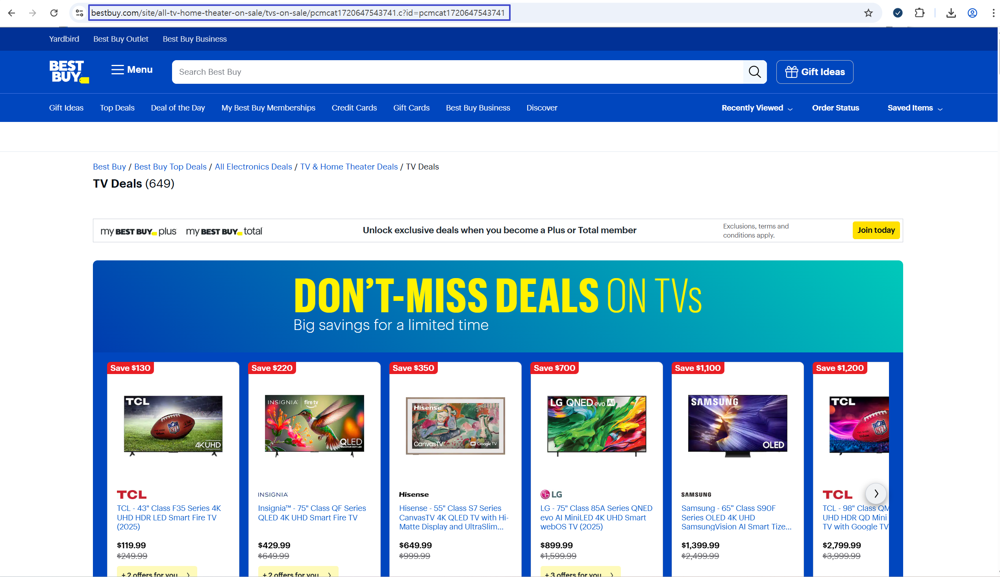 bestbuy.com/site/all-tv-home-theater-on-sale/tvs-on-sale/pcmcat1720647543741.c?id=pcmcat1720647543741
Yardbird Best Buy Outlet Best Buy Business
BEST BUY Menu Search Best Buy Gift Ideas
Gift Ideas Top Deals Deal of the Day My Best Buy Memberships Credit Cards Gift Cards Best Buy Business Discover Recently Viewed Order Status Saved Items
Best Buy / Best Buy Top Deals / All Electronics Deals / TV & Home Theater Deals / TV Deals
TV Deals (649)
my BEST BUY plus my BEST BUY total Unlock exclusive deals when you become a Plus or Total member Exclusions, terms and conditions apply. Join today
DON'T-MISS DEALS ON TVs
Big savings for a limited time
Save $130
TCL
NFL
4K UHD
TCL
TCL - 43" Class F35 Series 4K
UHD HDR LED Smart Fire TV
(2025)
$119.99
$249.99
+ 2 offers for you
Save $220
INSIGNIA fire tv
QLED
QUANTUM DOT LED
INSIGNIA
Insignia™ - 75" Class QF Series
QLED 4K UHD Smart Fire TV
$429.99
$649.99
+ 2 offers for you
Save $350
Hisense
CanvasTV Google TV
Hisense
Hisense - 55" Class S7 Series
CanvasTV 4K QLED TV with Hi-
Matte Display and UltraSlim...
$649.99
$999.99
Save $700
LG QNED evo AI
LG
LG - 75" Class 85A Series QNED
evo AI MiniLED 4K UHD Smart
webOS TV (2025)
$899.99
$1,599.99
+ 3 offers for you
Save $1,100
SAMSUNG
OLED
SAMSUNG
Samsung - 65” Class S90F
Series OLED 4K UHD
SamsungVision AI Smart Tize...
$1,399.99
$2,499.99
Save $1,200
TCL
NFL
TCL
TCL - 98" Class QM
UHD HDR QD Mini
TV with Google TV
$2,799.99
$3,999.99